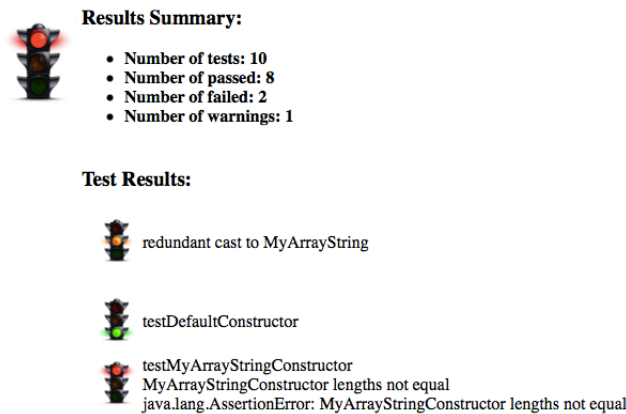 Results Summary:
Number of tests: 10
Number of passed: 8
Number of failed: 2
Number of warnings: 1
Test Results:
redundant cast to MyArrayString
testDefaultConstructor
testMyArrayStringConstructor
MyArrayStringConstructor lengths not equal
java.lang.AssertionError: MyArrayStringConstructor lengths not equal